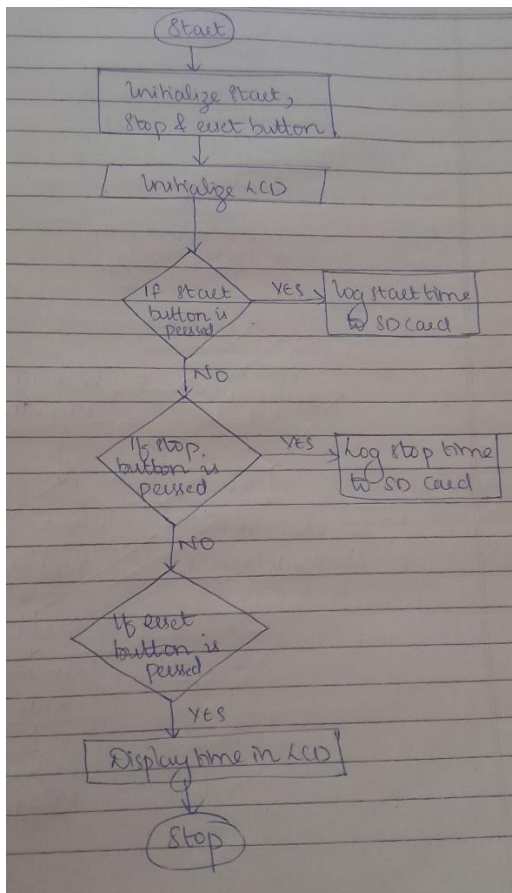 Start
Initialize start,
stop & reset button
Initialize LCD
If start
button is
pressed
YES
Log start time
to SD card
NO
If stop
button is
pressed
YES
Log stop time
to SD card
NO
If reset
button is
pressed
YES
Display time in LCD
Stop